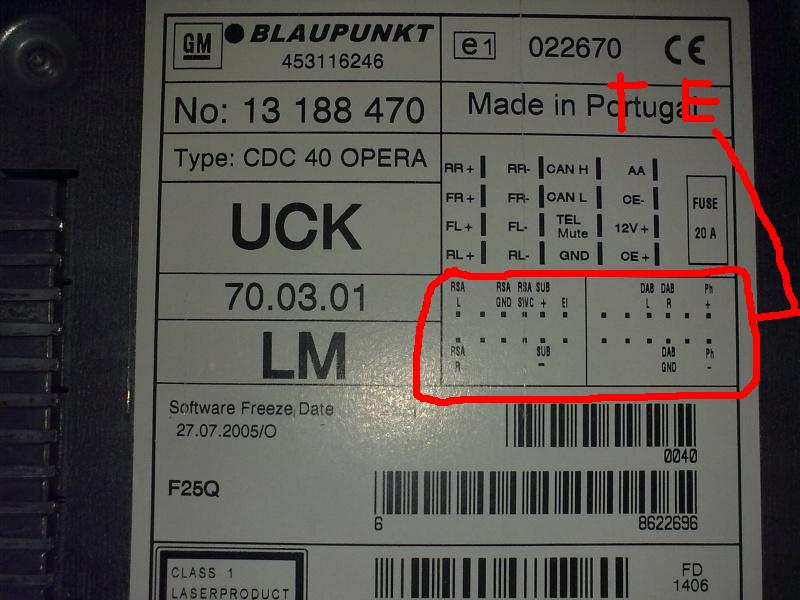 GM
BLAUPUNKT
453116246
e1 022670 CE
No: 13 188 470
Made in Portugal
t E
Type: CDC 40 OPERA
RR+ RR- CAN H AA
FR+ FR- CAN L CE-
FL+ FL- TEL Mute 12V+
RL+ RL- GND CE+
FUSE
20 A
UCK
70.03.01
LM
RSA RSA RSA SUB DAB DAB Ph
L GND SWC + EI L R +
RSA SUB DAB Ph
R - GND -
Software Freeze Date
27.07.2005/O
0040
F25Q
6 8622696
CLASS 1
LASERPRODUCT
FD
1406